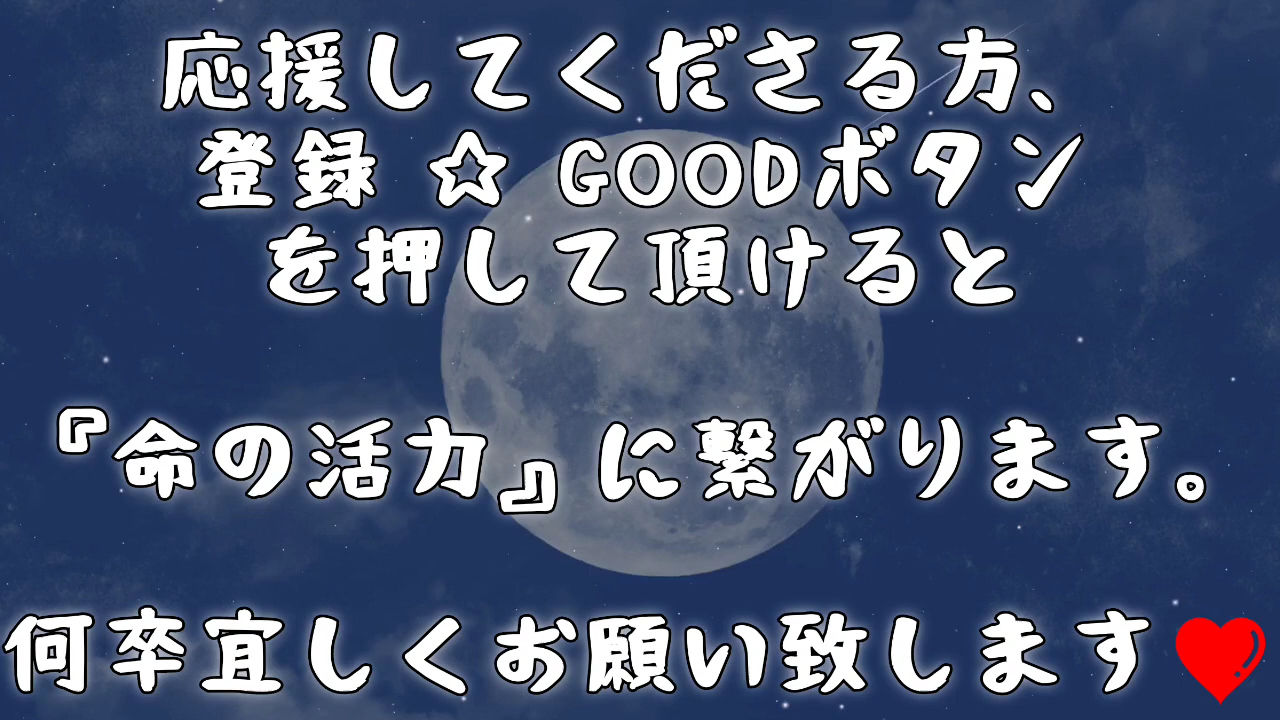 応援してくださる方、
登録 ☆ GOODボタン
を押して頂けると
『命の活力』に繋がります。
何卒宜しくお願い致します❤